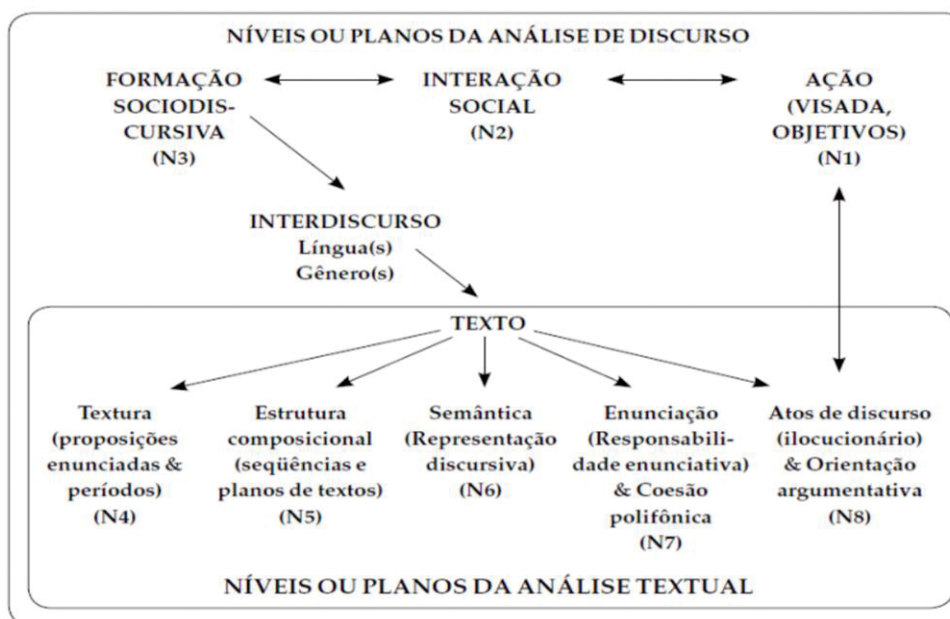 NÍVEIS OU PLANOS DA ANÁLISE DE DISCURSO
FORMAÇÃO
SOCIODIS-
CURSIVA
(N3)
INTERAÇÃO
SOCIAL
(N2)
AÇÃO
(VISADA,
OBJETIVOS)
(N1)
INTERDISCURSO
Língua(s)
Gênero(s)
TEXTO
Textura
(proposições
enunciadas &
períodos)
(N4)
Estrutura
composicional
(seqüências e
planos de textos)
(N5)
Semântica
(Representação
discursiva)
(N6)
Enunciação
(Responsabili-
dade enunciativa)
& Coesão
polifônica
(N7)
Atos de discurso
(ilocucionário)
& Orientação
argumentativa
(N8)
NÍVEIS OU PLANOS DA ANÁLISE TEXTUAL